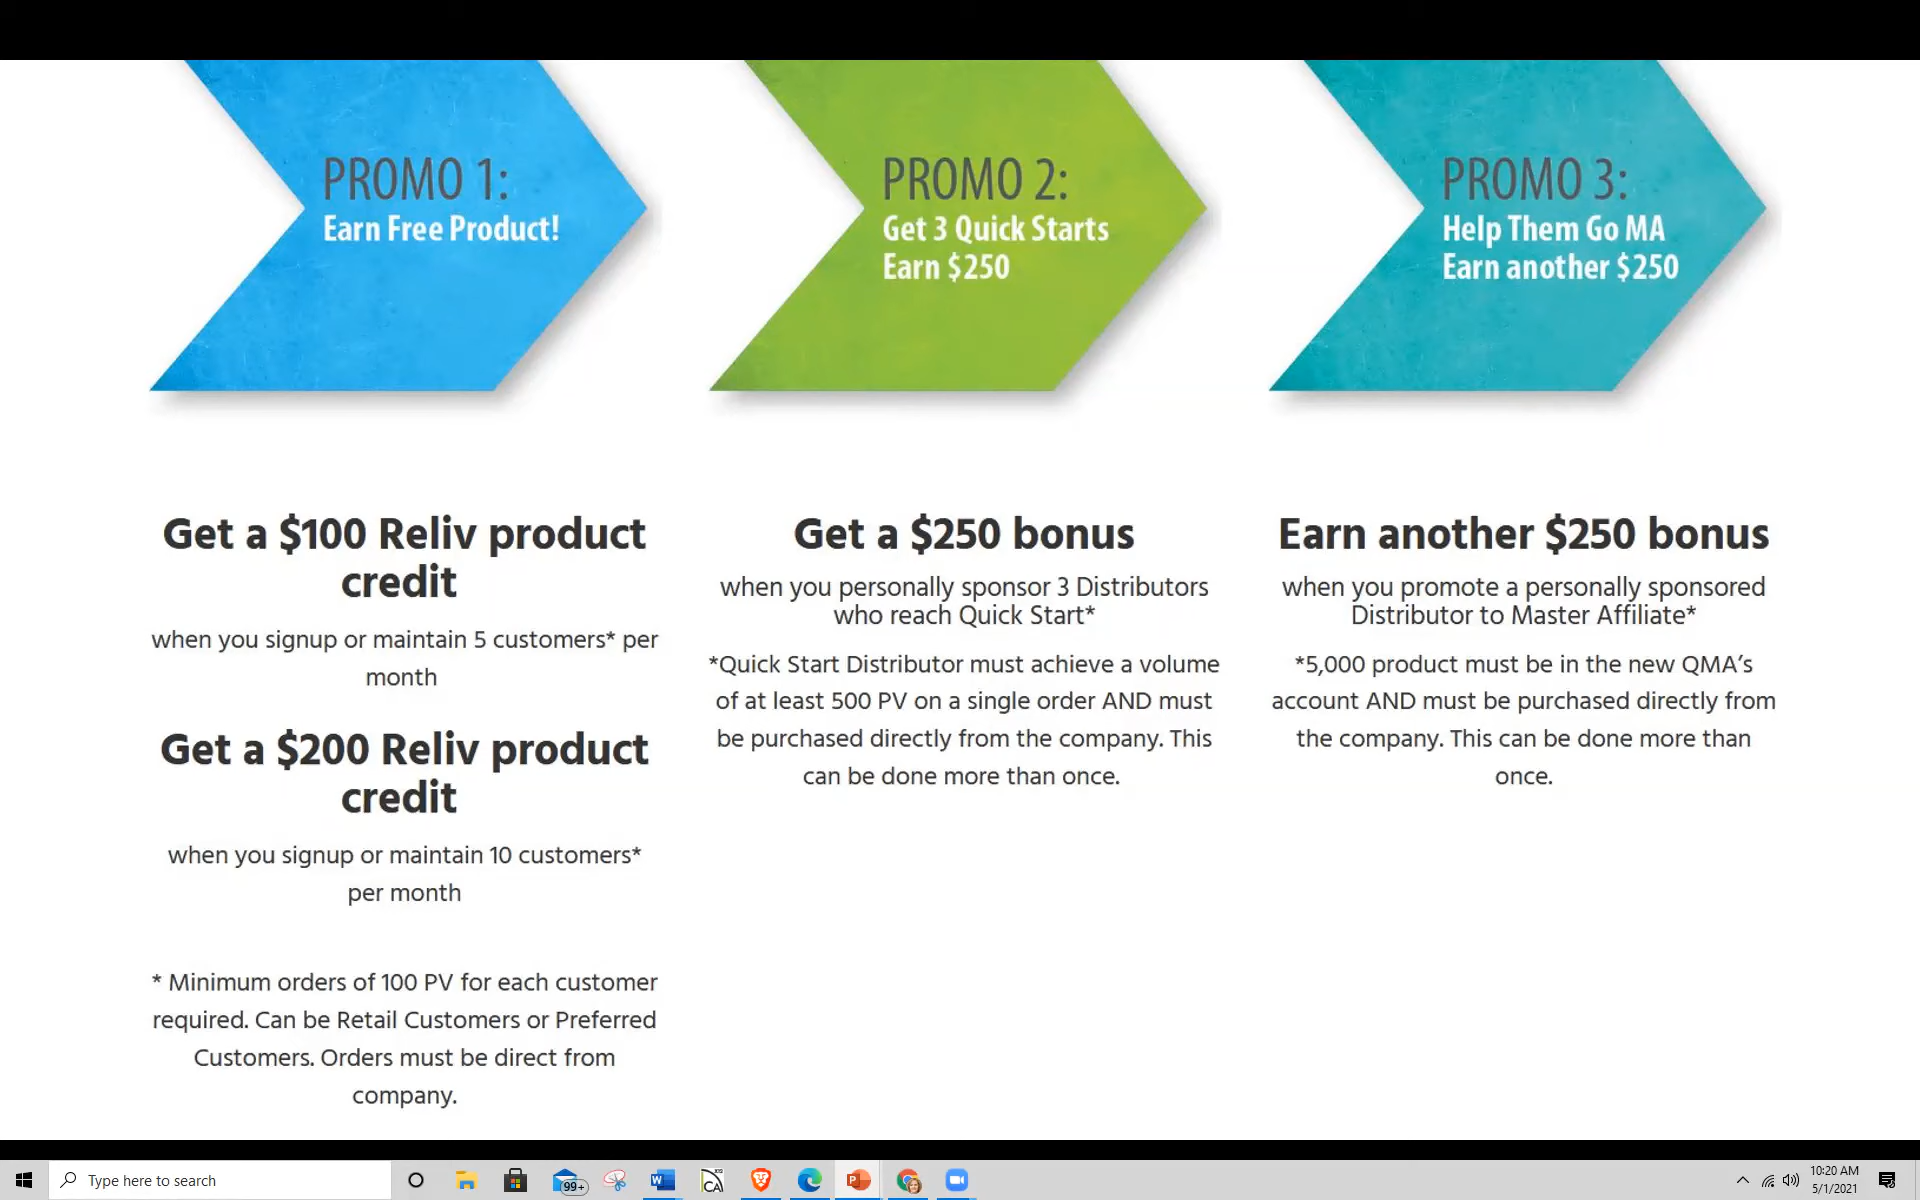 PROMO 1:
Earn Free Product!
PROMO 2:
Get 3 Quick Starts
Earn $250
PROMO 3:
Help Them Go MA
Earn another $250
Get a $100 Reliv product
credit
when you signup or maintain 5 customers* per
month
Get a $200 Reliv product
credit
when you signup or maintain 10 customers*
per month
* Minimum orders of 100 PV for each customer
required. Can be Retail Customers or Preferred
Customers. Orders must be direct from
company.
Get a $250 bonus
when you personally sponsor 3 Distributors
who reach Quick Start*
*Quick Start Distributor must achieve a volume
of at least 500 PV on a single order AND must
be purchased directly from the company. This
can be done more than once.
Earn another $250 bonus
when you promote a personally sponsored
Distributor to Master Affiliate*
*5,000 product must be in the new QMA’s
account AND must be purchased directly from
the company. This can be done more than
once.
Type here to search
99+
W
CA
P
10:20 AM
5/1/2021